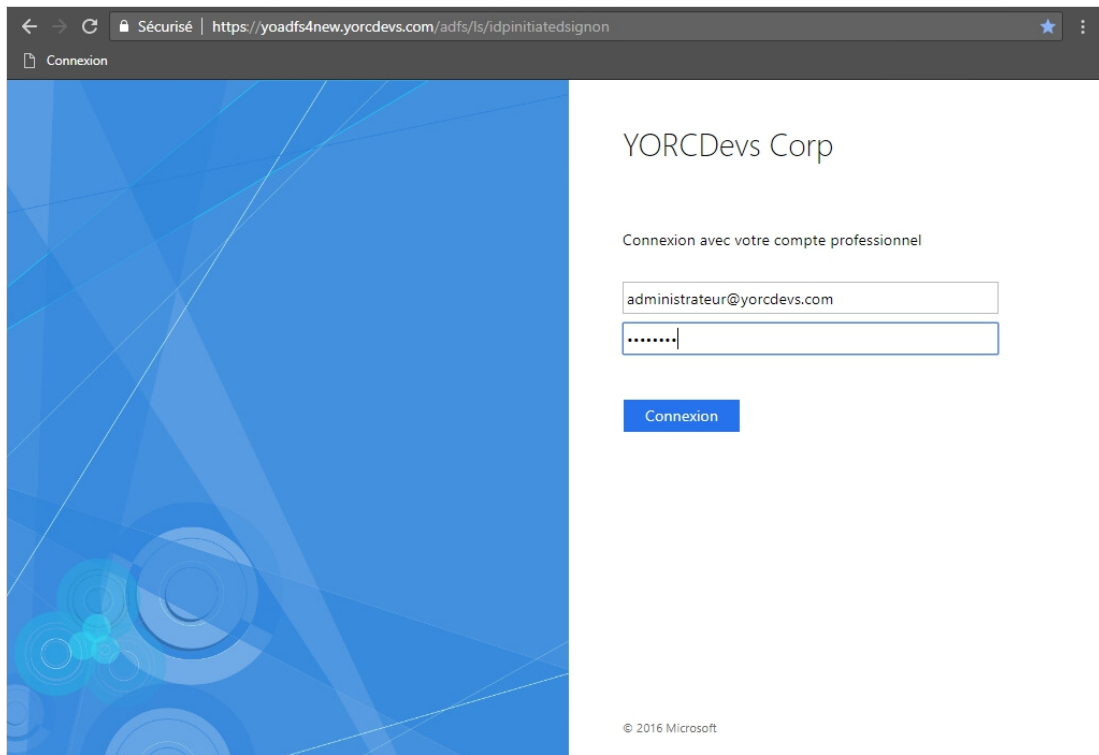 Sécurisé | https://yoadfs4new.yorcdevs.com/adfs/ls/idpinitiatedsignon
Connexion
YORCDevs Corp
Connexion avec votre compte professionnel
administrateur@yorcdevs.com
••••••••
Connexion
© 2016 Microsoft